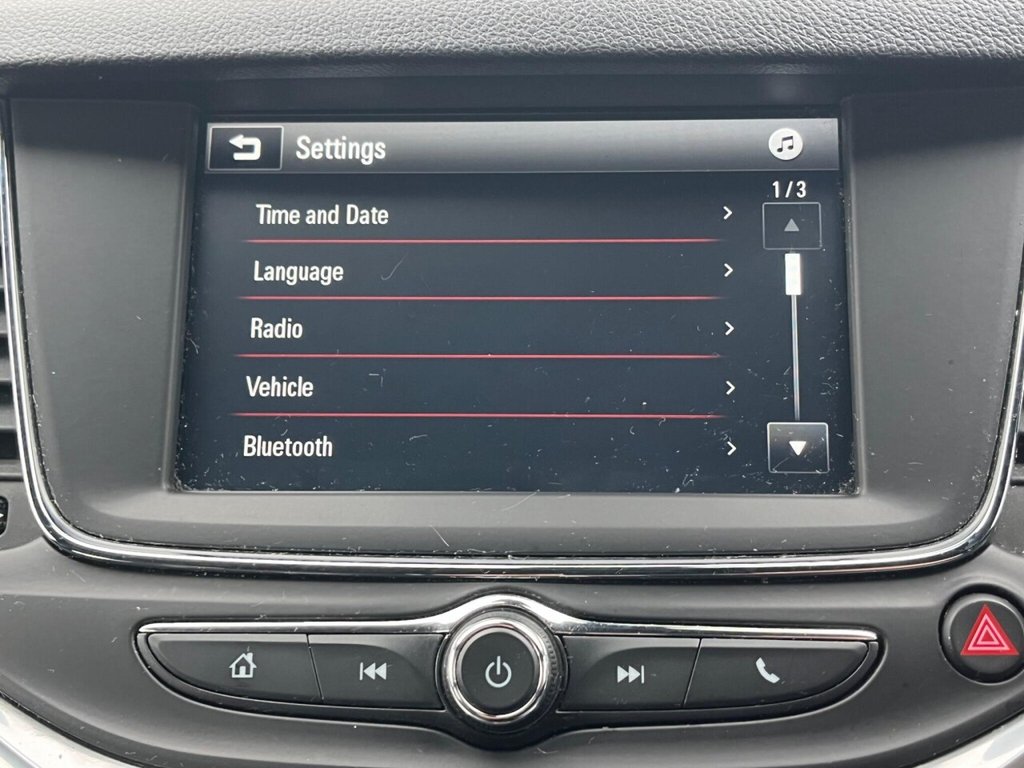 Settings
1/3
Time and Date
Language
Radio
Vehicle
Bluetooth